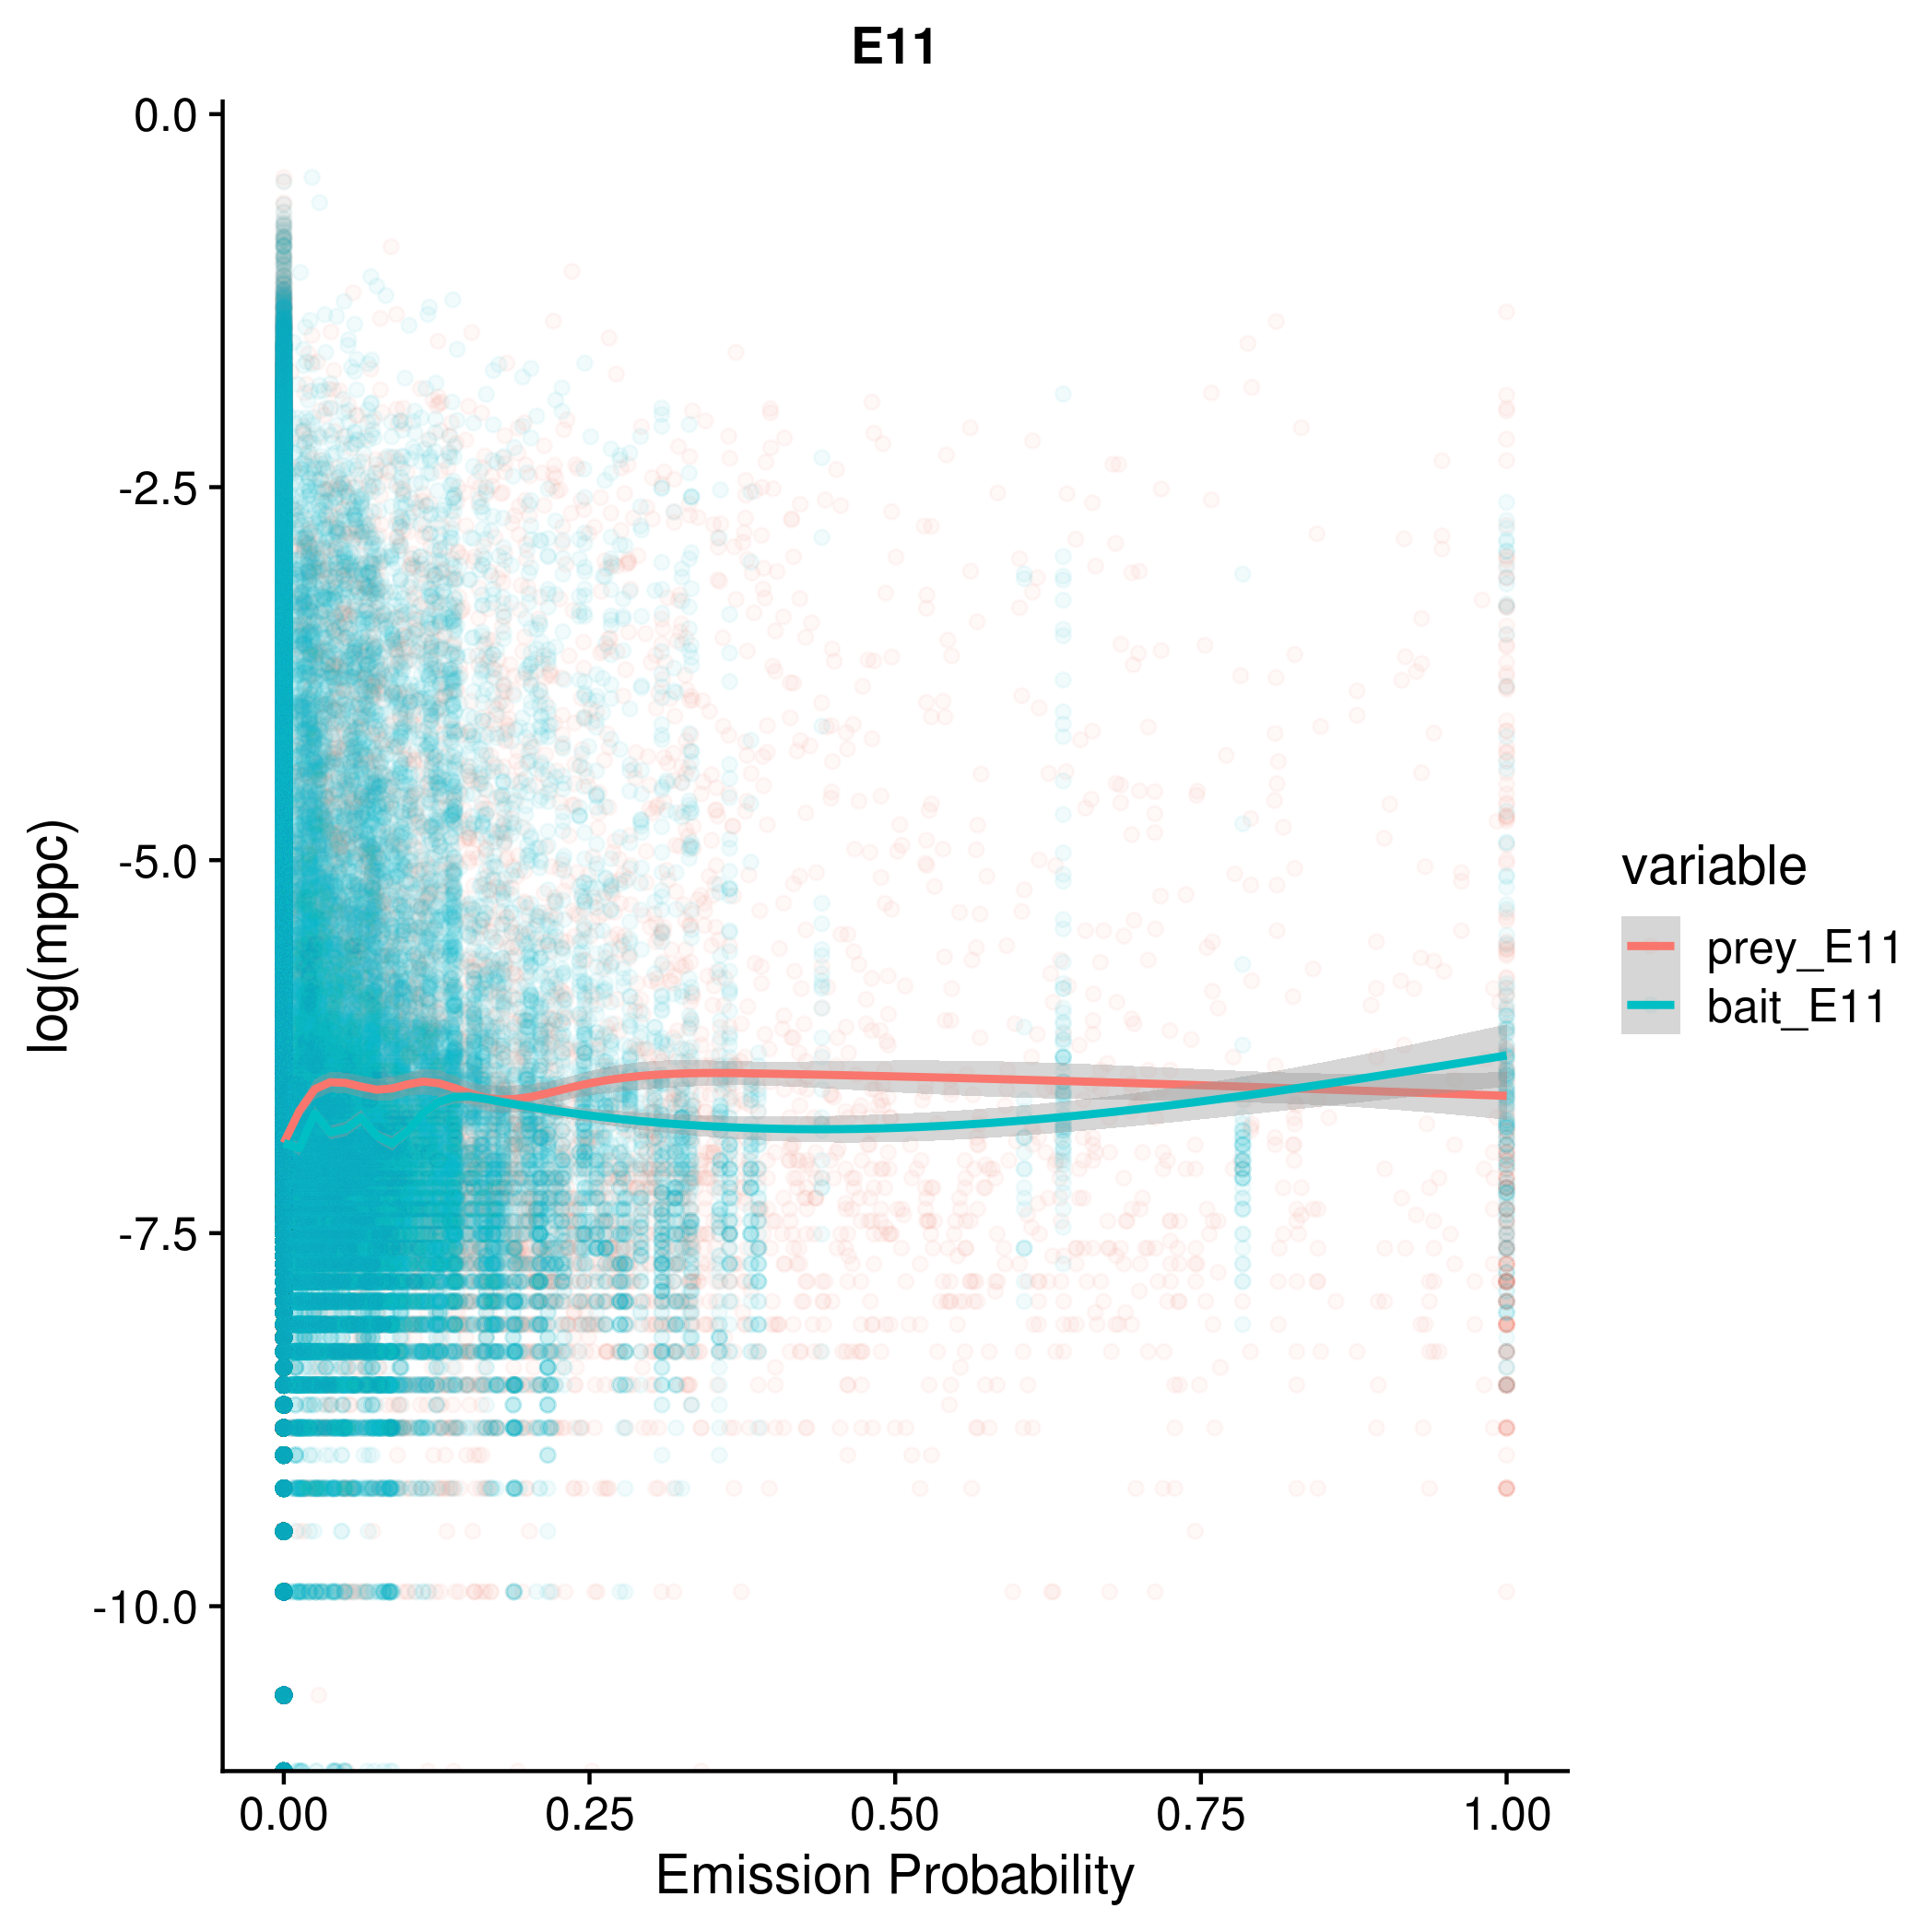 E11
0.0
-2.5
-5.0
-7.5
-10.0
log(mppc)
0.00 0.25 0.50 0.75 1.00
Emission Probability
variable
prey_E11
bait_E11